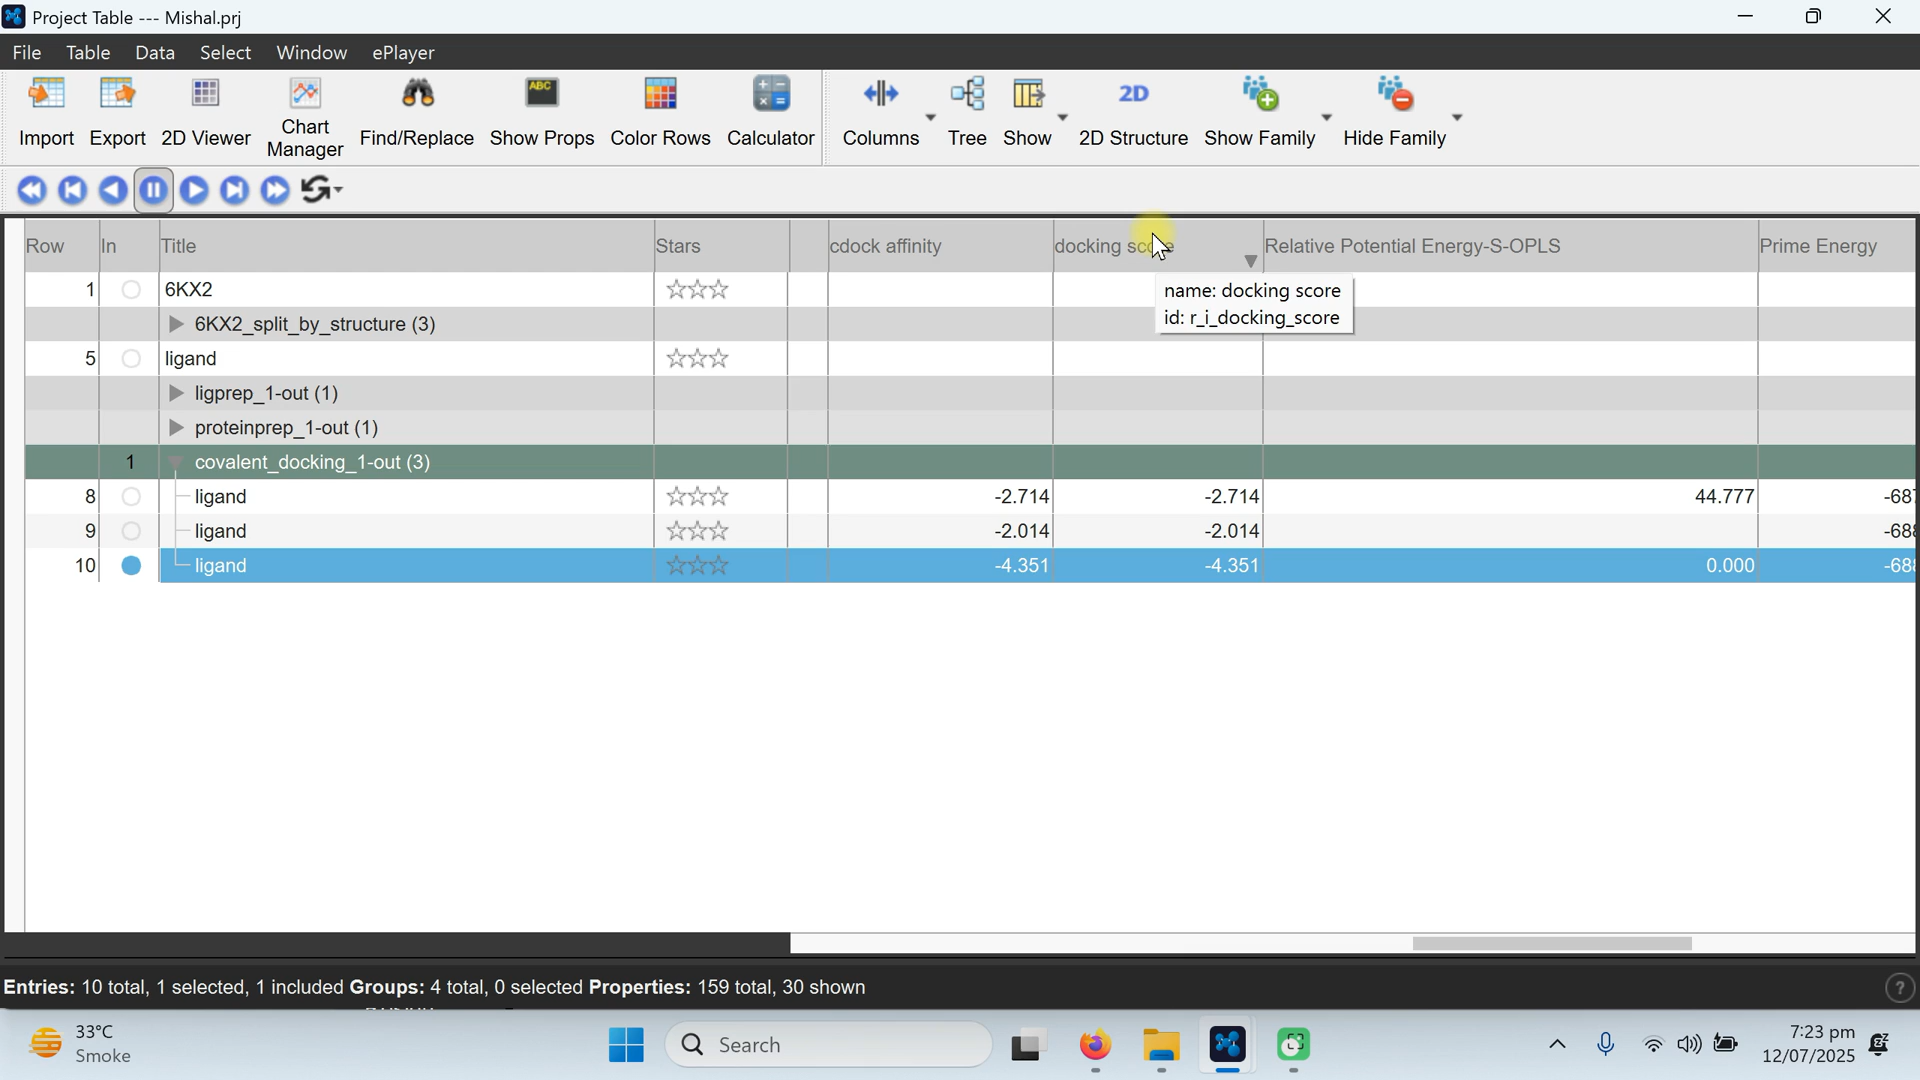 Project Table --- Mishal.prj
File Table Data Select Window ePlayer
Import Export 2D Viewer Chart Manager Find/Replace ABC Show Props Color Rows Calculator Columns Tree Show 2D 2D Structure Show Family Hide Family
Row In Title Stars cdock affinity docking score Relative Potential Energy-S-OPLS Prime Energy
1 6KX2
name: docking score
id: r_i_docking_score
6KX2_split_by_structure (3)
5 ligand
ligprep_1-out (1)
proteinprep_1-out (1)
1 covalent_docking_1-out (3)
8 ligand -2.714 -2.714 44.777 -687
9 ligand -2.014 -2.014 -688
10 ligand -4.351 -4.351 0.000 -688
Entries: 10 total, 1 selected, 1 included Groups: 4 total, 0 selected Properties: 159 total, 30 shown ?
33°C
Smoke
Search
7:23 pm
12/07/2025